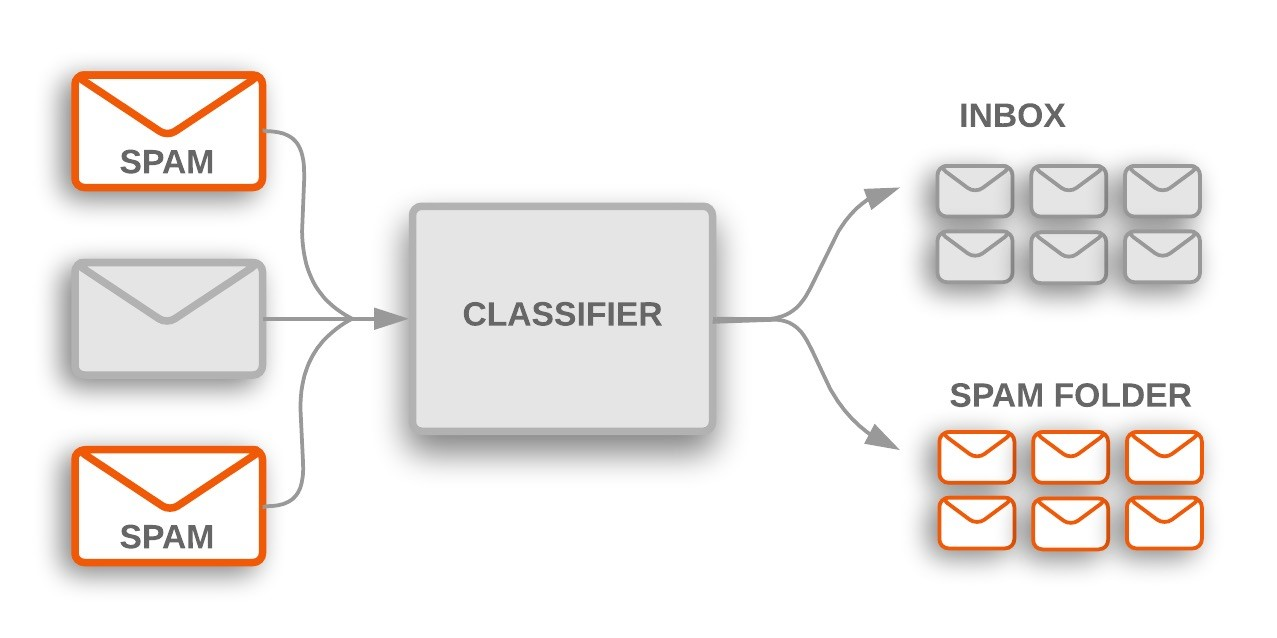 SPAM
SPAM
CLASSIFIER
INBOX
SPAM FOLDER